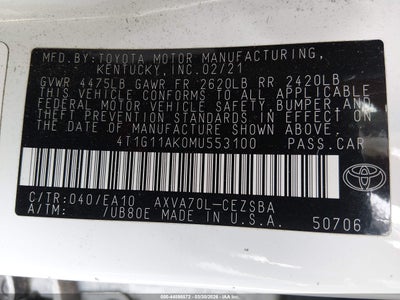 MFD.BY:TOYOTA MOTOR MANUFACTURING,
KENTUCKY,INC.02/21
GVWR 4475LB GAWR FR 2620LB RR 2420LB
THIS VEHICLE CONFORMS TO ALL APPLICABLE
FEDERAL MOTOR VEHICLE SAFETY, BUMPER,AND
THEFT PREVENTION STANDARDS IN EFFECT ON
THE DATE OF MANUFACTURE SHOWN ABOVE.
4T1G11AK0MU553100 PASS.CAR
C/TR:040/EA10 AXVA70L-CEZSBA
A/TM: /UB80E MADE IN U.S.A.
50706
TOYOTA